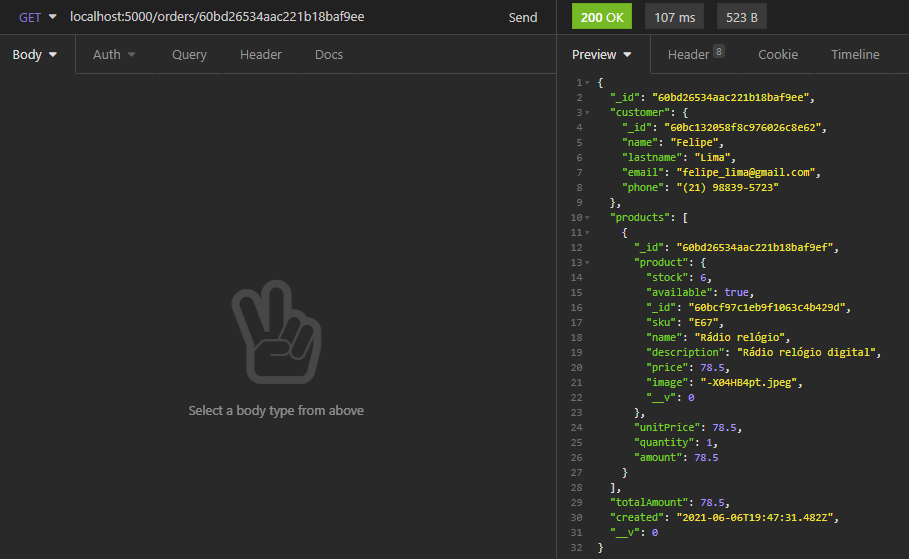 GET localhost:5000/orders/60bd26534aac221b18baf9ee Send
200 OK 107 ms 523 B
Body Auth Query Header Docs
Preview Header 8 Cookie Timeline
Select a body type from above
1 {
2 "_id": "60bd26534aac221b18baf9ee",
3 "customer": {
4 "_id": "60bc132058f8c976026c8e62",
5 "name": "Felipe",
6 "lastname": "Lima",
7 "email": "felipe_lima@gmail.com",
8 "phone": "(21) 98839-5723"
9 },
10 "products": [
11 {
12 "_id": "60bd26534aac221b18baf9ef",
13 "product": {
14 "stock": 6,
15 "available": true,
16 "_id": "60bcf97c1eb9f1063c4b429d",
17 "sku": "E67",
18 "name": "Rádio relógio",
19 "description": "Rádio relógio digital",
20 "price": 78.5,
21 "image": "-X04HB4pt.jpeg",
22 "__v": 0
23 },
24 "unitPrice": 78.5,
25 "quantity": 1,
26 "amount": 78.5
27 }
28 ],
29 "totalAmount": 78.5,
30 "created": "2021-06-06T19:47:31.482Z",
31 "__v": 0
32 }